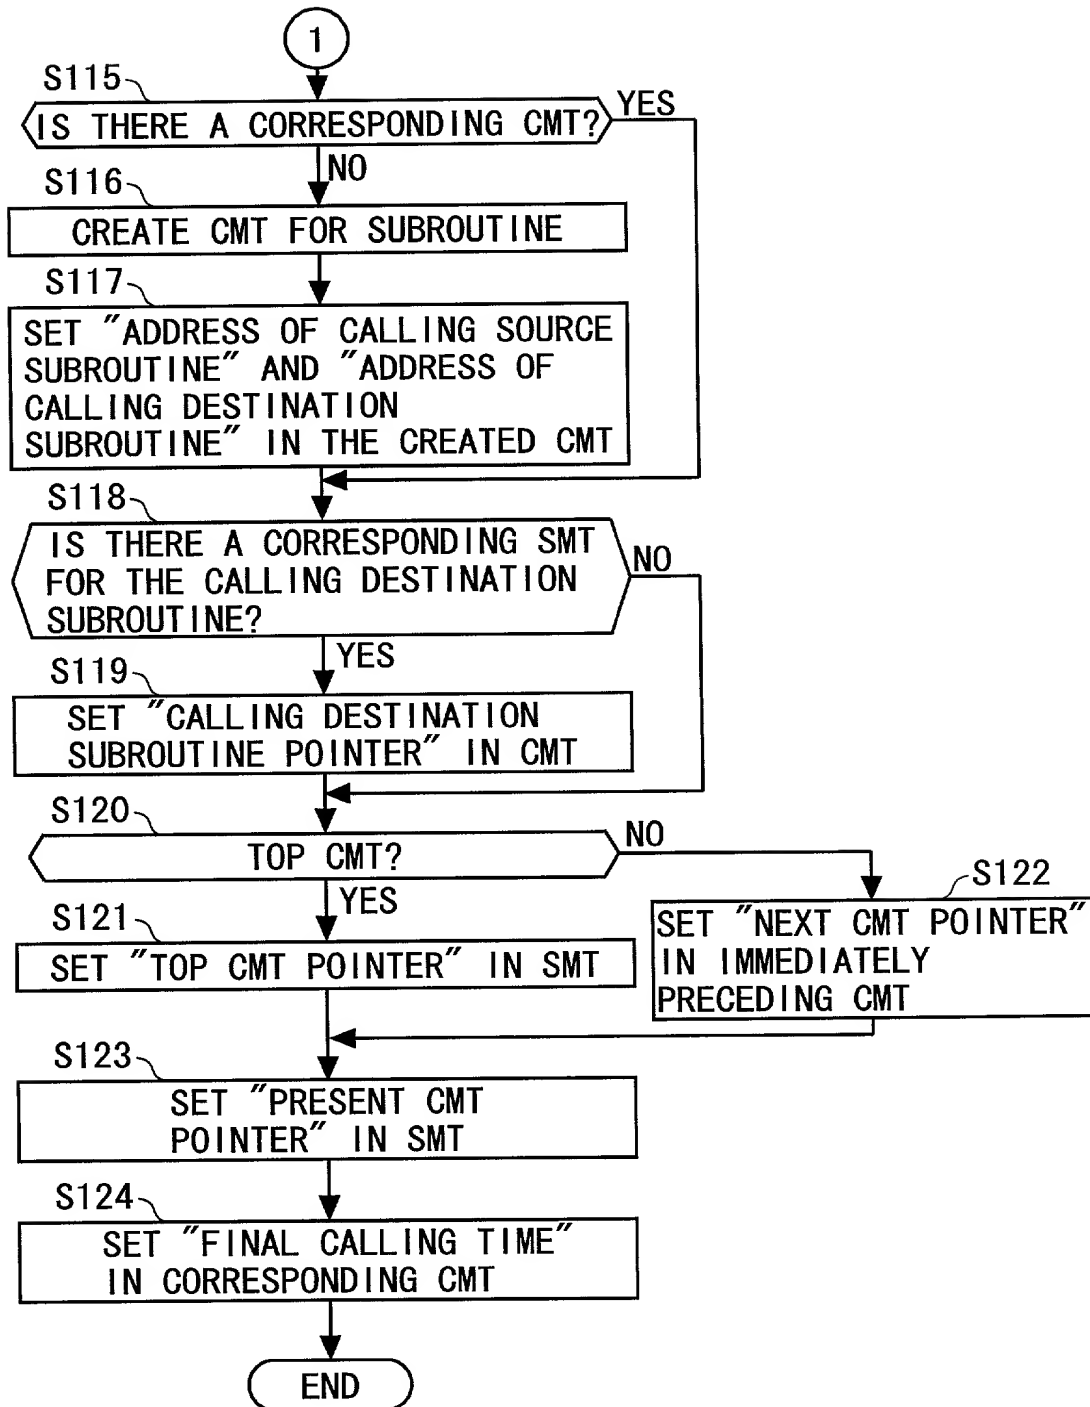 1
S115
IS THERE A CORRESPONDING CMT?
YES
NO
S116
CREATE CMT FOR SUBROUTINE
S117
SET "ADDRESS OF CALLING SOURCE
SUBROUTINE" AND "ADDRESS OF
CALLING DESTINATION
SUBROUTINE" IN THE CREATED CMT
S118
IS THERE A CORRESPONDING SMT
FOR THE CALLING DESTINATION
SUBROUTINE?
NO
YES
S119
SET "CALLING DESTINATION
SUBROUTINE POINTER" IN CMT
S120
TOP CMT?
NO
YES
S121
SET "TOP CMT POINTER" IN SMT
S122
SET "NEXT CMT POINTER"
IN IMMEDIATELY
PRECEDING CMT
S123
SET "PRESENT CMT
POINTER" IN SMT
S124
SET "FINAL CALLING TIME"
IN CORRESPONDING CMT
END